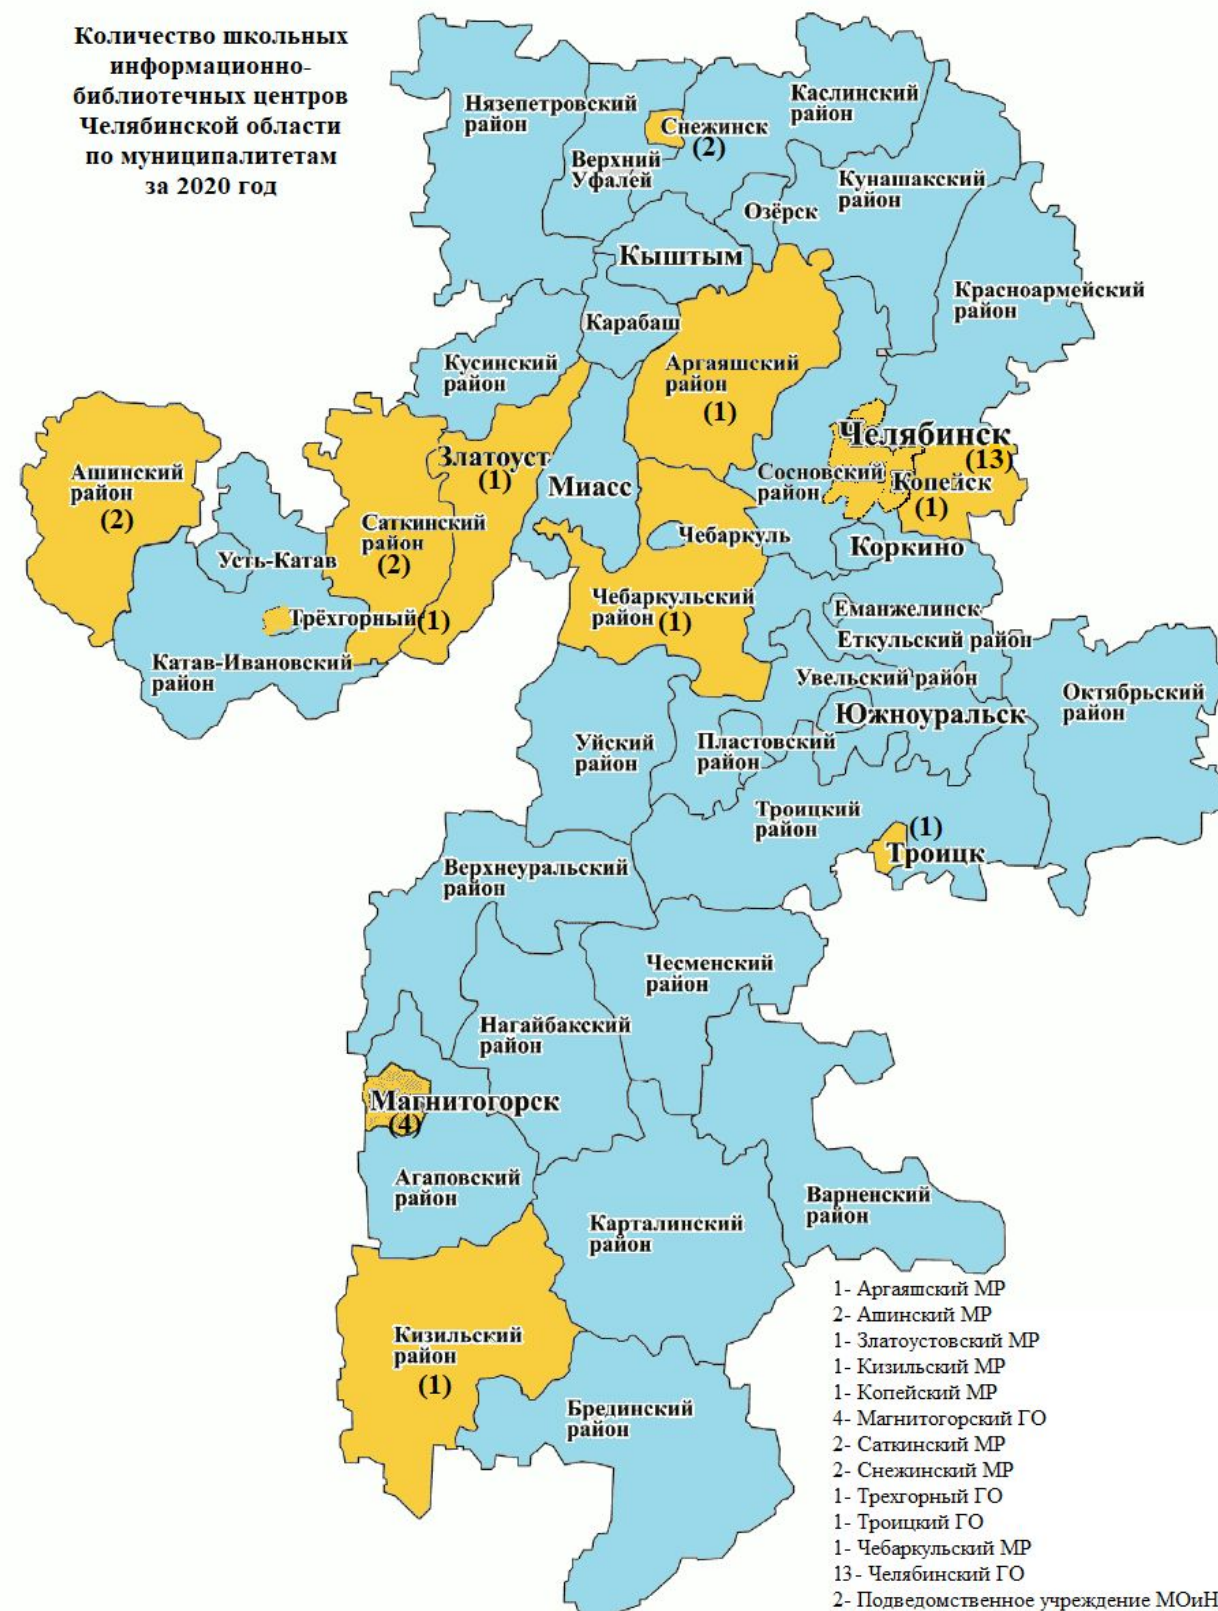 Количество школьных
информационно-
библиотечных центров
Челябинской области
по муниципалитетам
за 2020 год
Нязепетровский
район
Каслинский
район
Снежинск
(2)
Верхний
Уфалей
Кунашакский
район
Озёрск
Кыштым
Красноармейский
район
Карабаш
Кусинский
район
Аргаяшский
район
(1)
Челябинск
(13)
Златоуст
(1)
Ашинский
район
(2)
Миасс
Сосновский
район
Копейск
(1)
Саткинский
район
(2)
Чебаркуль
Коркино
Усть-Катав
Чебаркульский
район (1)
Трёхгорный(1)
Еманжелинск
Еткульский район
Катав-Ивановский
район
Увельский район
Октябрьский
район
Южноуральск
Уйский
район
Пластовский
район
Троицкий
район
(1)
Троицк
Верхнеуральский
район
Чесменский
район
Нагайбакский
район
Магнитогорск
(4)
Агаповский
район
Варненский
район
Карталинский
район
Кизильский
район
(1)
Брединский
район
1- Аргаяшский МР
2- Ашинский МР
1- Златоустовский МР
1- Кизильский МР
1- Копейский МР
4- Магнитогорский ГО
2- Саткинский МР
2- Снежинский МР
1- Трехгорный ГО
1- Троицкий ГО
1- Чебаркульский МР
13- Челябинский ГО
2- Подведомственное учреждение МОиН